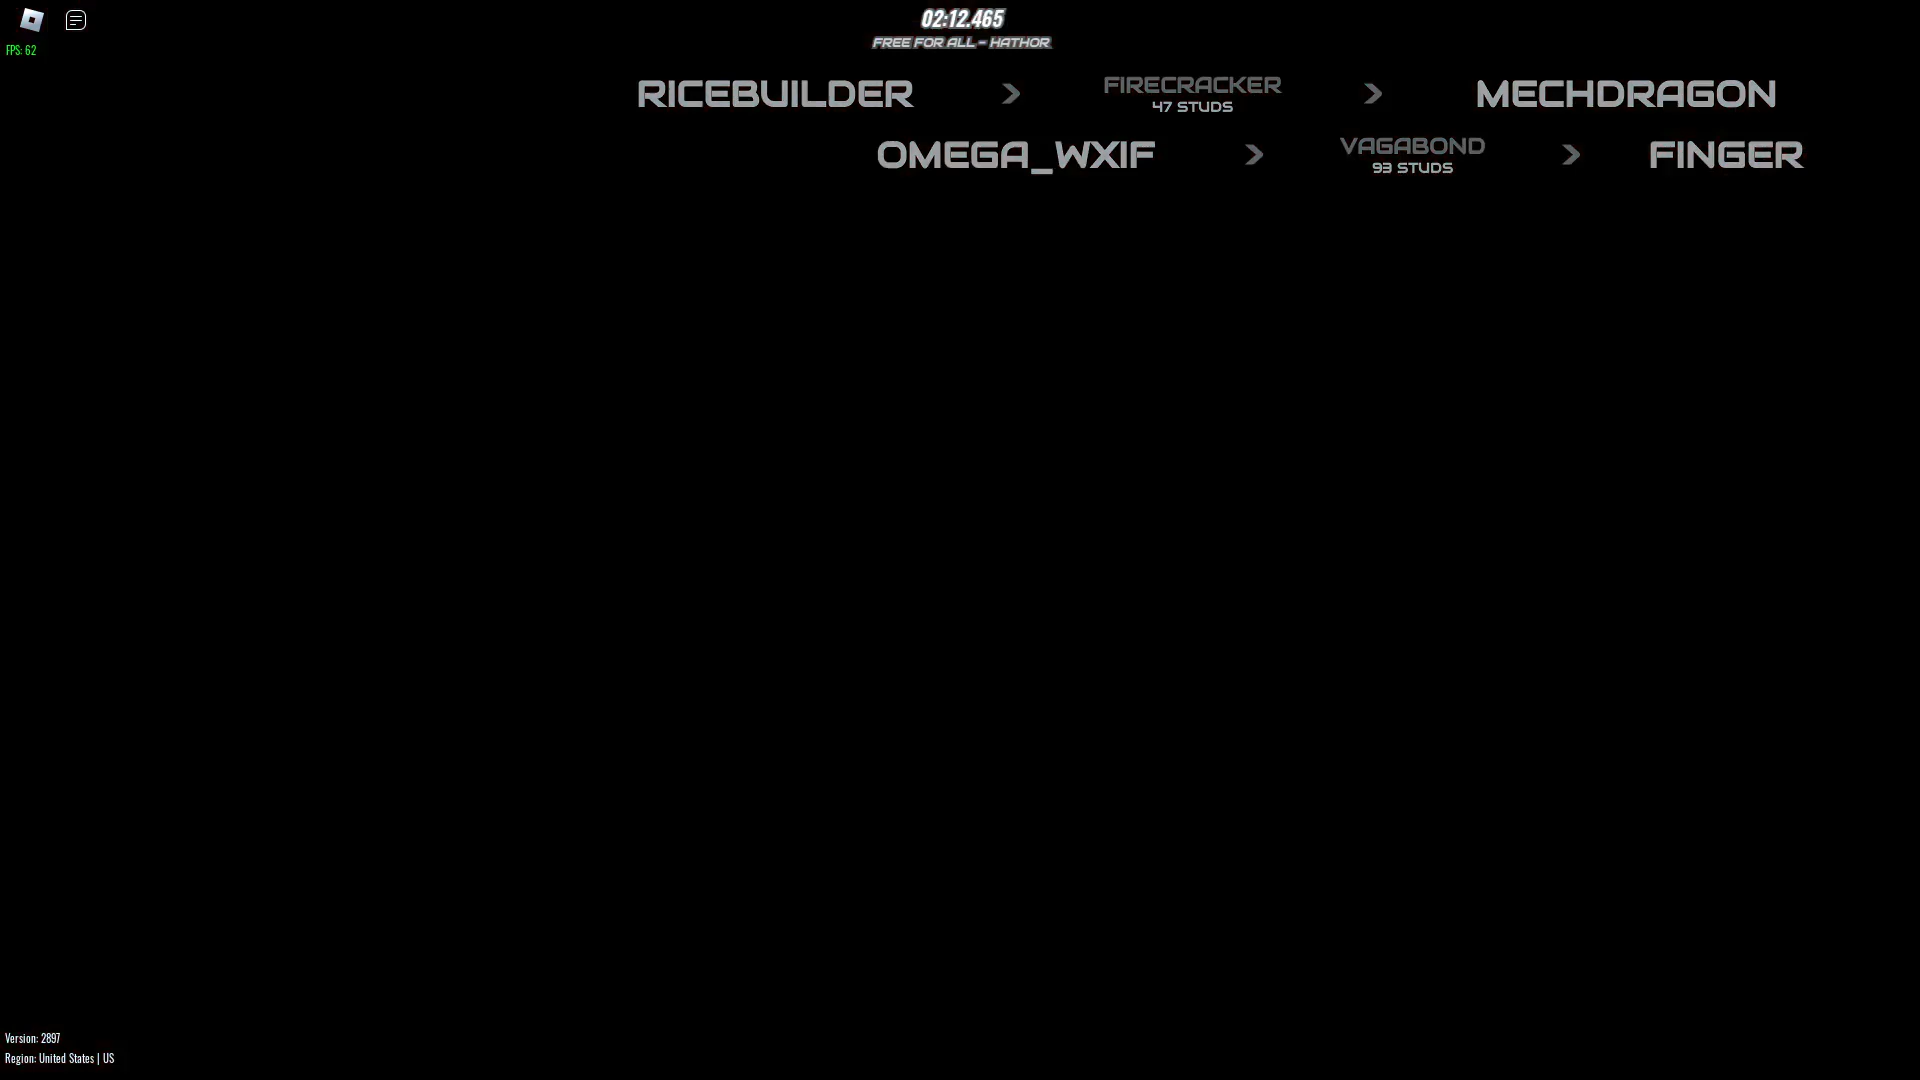 02:12.465
FREE FOR ALL - HATHOR
FPS: 62
RICEBUILDER > FIRECRACKER > MECHDRAGON
47 STUDS
OMEGA_WXIF > VAGABOND > FINGER
93 STUDS
Version: 2897
Region: United States | US